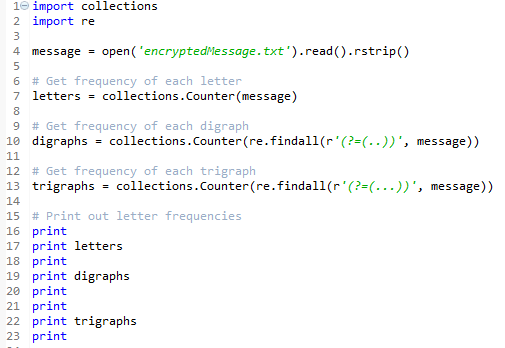 1 import collections
2 import re
3
4 message = open('encryptedMessage.txt').read().rstrip()
5
6 # Get frequency of each letter
7 letters = collections.Counter(message)
8
9 # Get frequency of each digraph
10 digraphs = collections.Counter(re.findall(r'(?=(..))', message))
11
12 # Get frequency of each trigraph
13 trigraphs = collections.Counter(re.findall(r'(?=(...))', message))
14
15 # Print out letter frequencies
16 print
17 print letters
18 print
19 print digraphs
20 print
21 print
22 print trigraphs
23 print